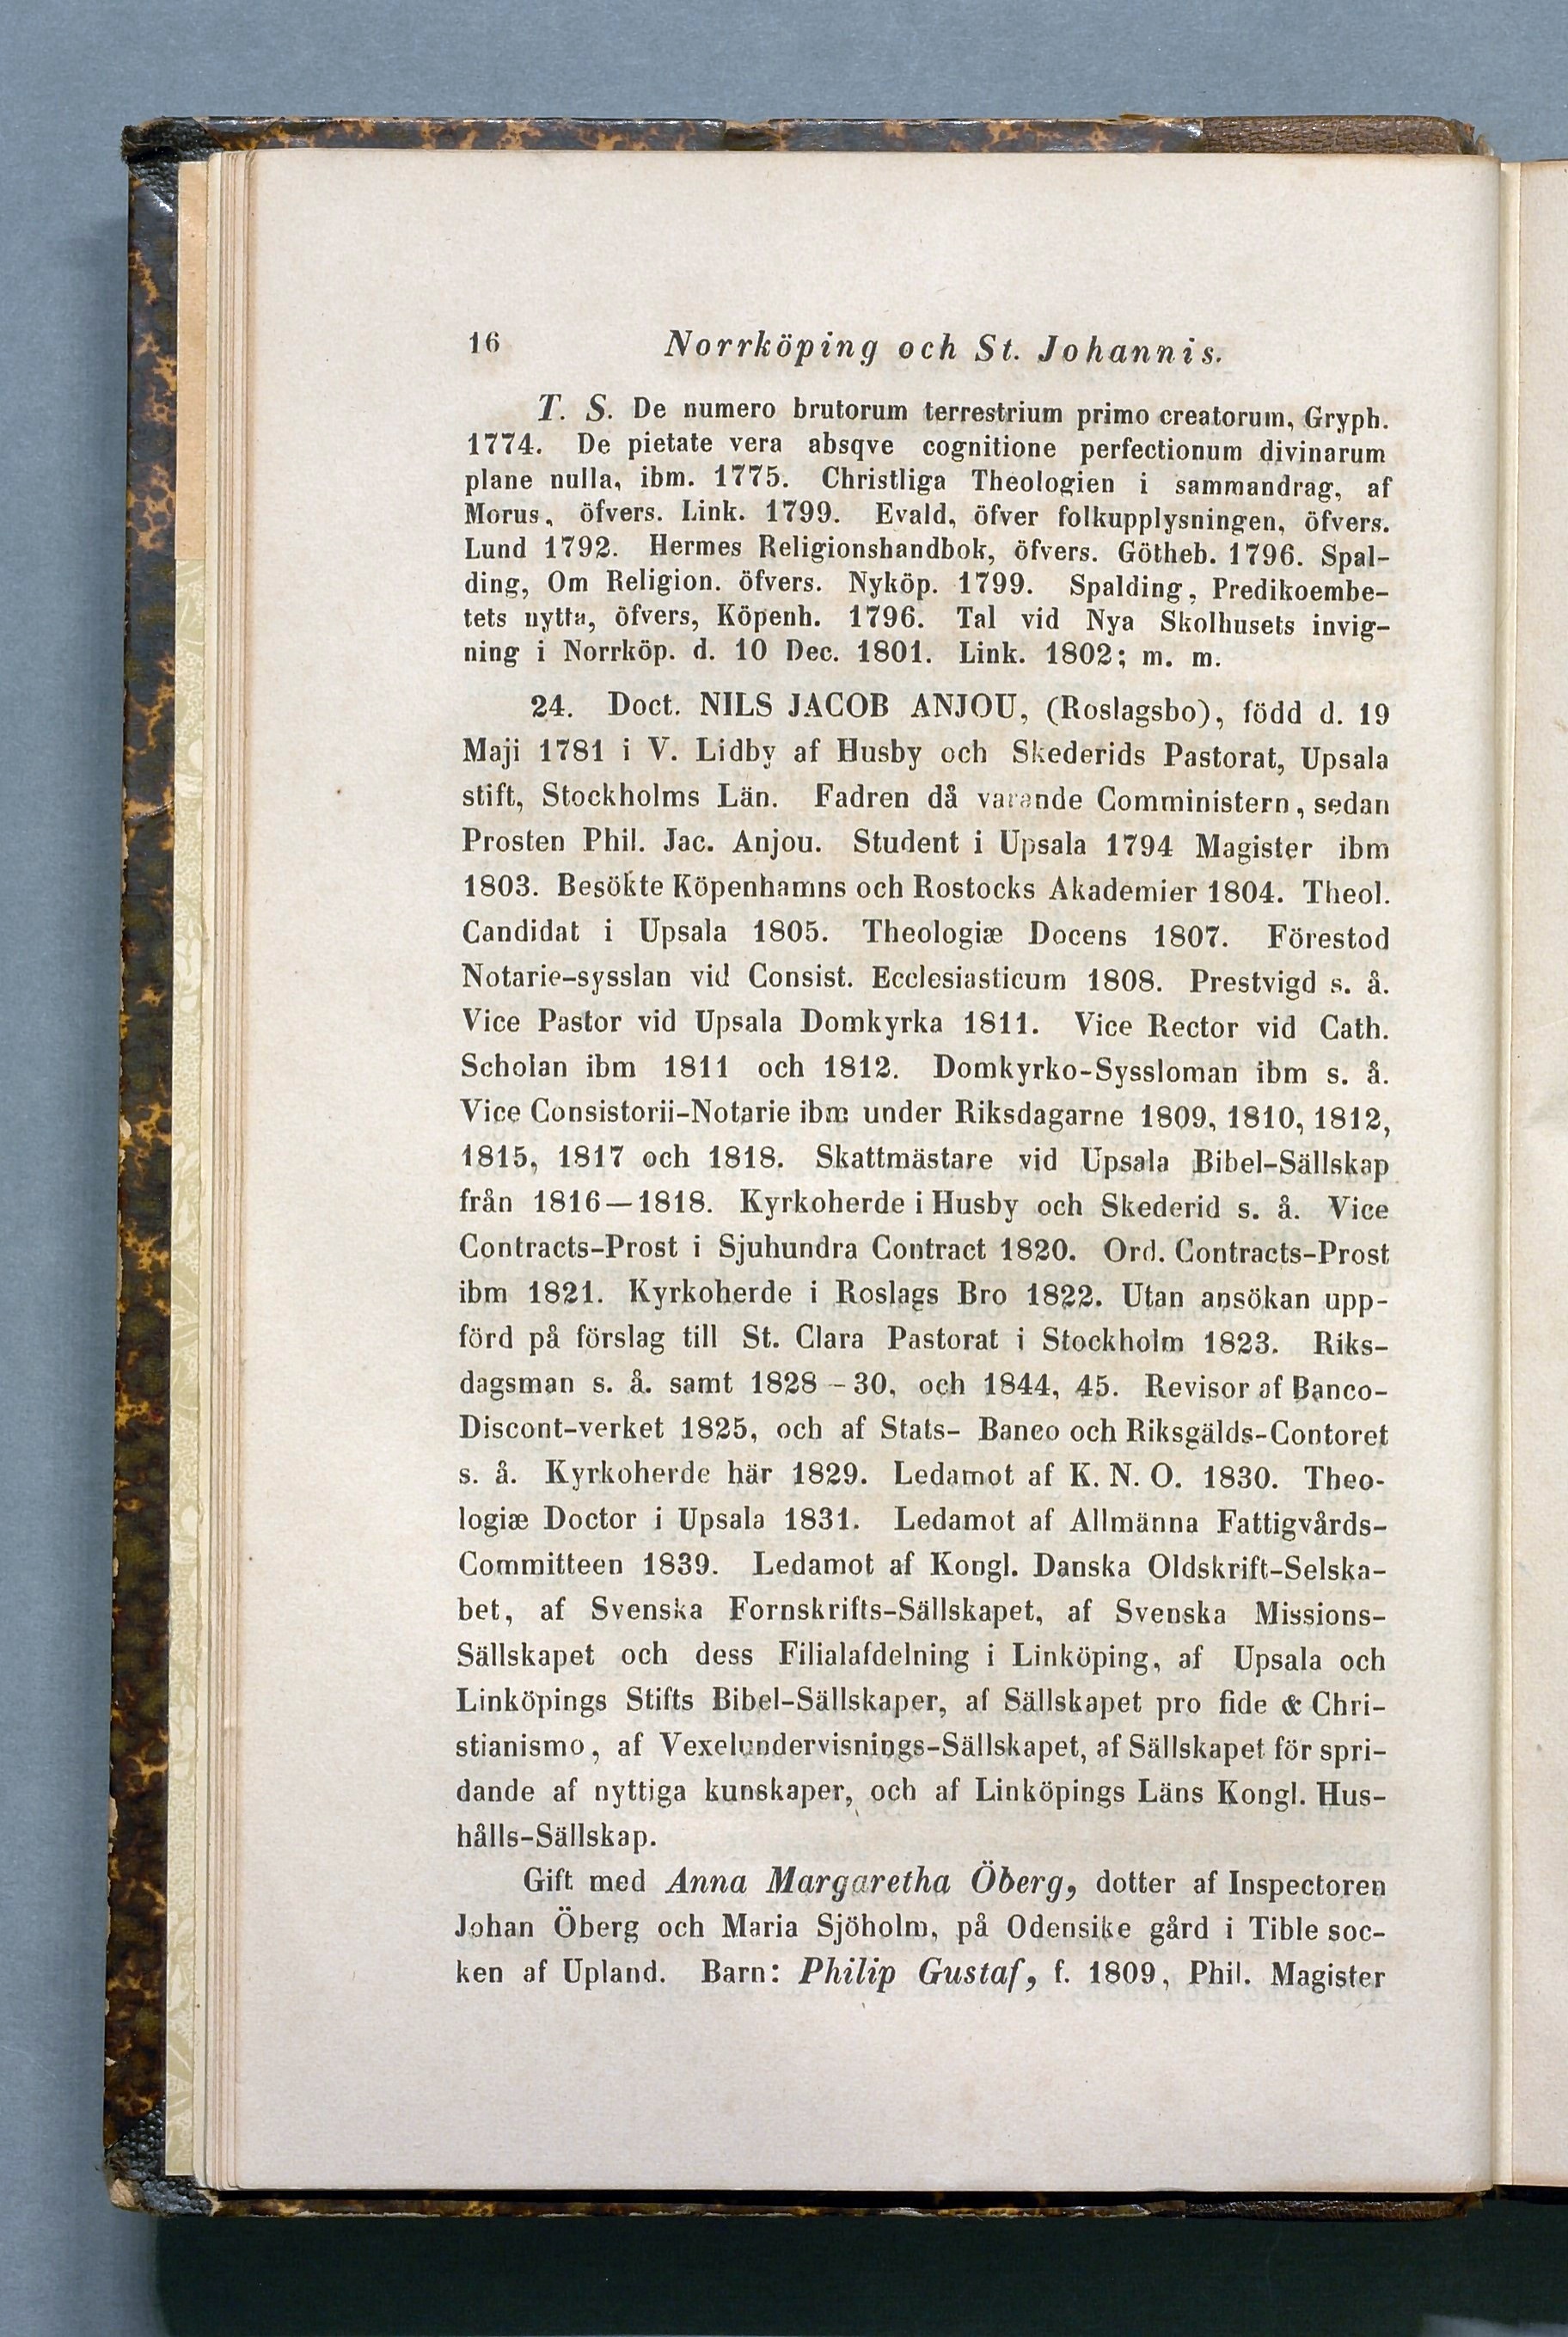 16 Norrköping och St. Johannis.
T. S. De numero brutorum terrestrium primo creatorum, Gryph.
1774. De pietate vera absqve cognitione perfectionum divinarum
plane nulla, ibm. 1775. Christliga Theologien i sammandrag, af
Morus, öfvers. Link. 1799. Evald, öfver folkupplysningen, öfvers.
Lund 1792. Hermes Religionshandbok, öfvers. Götheb. 1796. Spal-
ding, Om Religion. öfvers. Nyköp. 1799. Spalding, Predikoembe-
tets nytta, öfvers, Köpenh. 1796. Tal vid Nya Skolhusets invig-
ning i Norrköp. d. 10 Dec. 1801. Link. 1802; m. m.
24. Doct. NILS JACOB ANJOU, (Roslagsbo), född d. 19
Maji 1781 i V. Lidby af Husby och Skederids Pastorat, Upsala
stift, Stockholms Län. Fadren då varande Comministern, sedan
Prosten Phil. Jac. Anjou. Student i Upsala 1794 Magister ibm
1803. Besökte Köpenhamns och Rostocks Akademier 1804. Theol.
Candidat i Upsala 1805. Theologiæ Docens 1807. Förestod
Notarie-sysslan vid Consist. Ecclesiasticum 1808. Prestvigd s. å.
Vice Pastor vid Upsala Domkyrka 1811. Vice Rector vid Cath.
Scholan ibm 1811 och 1812. Domkyrko-Syssloman ibm s. å.
Vice Consistorii-Notarie ibm under Riksdagarne 1809, 1810, 1812,
1815, 1817 och 1818. Skattmästare vid Upsala Bibel-Sällskap
från 1816—1818. Kyrkoherde i Husby och Skederid s. å. Vice
Contracts-Prost i Sjuhundra Contract 1820. Ord. Contracts-Prost
ibm 1821. Kyrkoherde i Roslags Bro 1822. Utan ansökan upp-
förd på förslag till St. Clara Pastorat i Stockholm 1823. Riks-
dagsman s. å. samt 1828-30, och 1844, 45. Revisor af Banco-
Discont-verket 1825, och af Stats- Banco och Riksgälds-Contoret
s. å. Kyrkoherde här 1829. Ledamot af K. N. O. 1830. Theo-
logiæ Doctor i Upsala 1831. Ledamot af Allmänna Fattigvårds-
Committeen 1839. Ledamot af Kongl. Danska Oldskrift-Selska-
bet, af Svenska Fornskrifts-Sällskapet, af Svenska Missions-
Sällskapet och dess Filialafdelning i Linköping, af Upsala och
Linköpings Stifts Bibel-Sällskaper, af Sällskapet pro fide & Chri-
stianismo, af Vexelundervisnings-Sällskapet, af Sällskapet för spri-
dande af nyttiga kunskaper, och af Linköpings Läns Kongl. Hus-
hålls-Sällskap.
Gift med Anna Margaretha Öberg, dotter af Inspectoren
Johan Öberg och Maria Sjöholm, på Odensike gård i Tible soc-
ken af Upland. Barn: Philip Gustaf, f. 1809, Phil. Magister